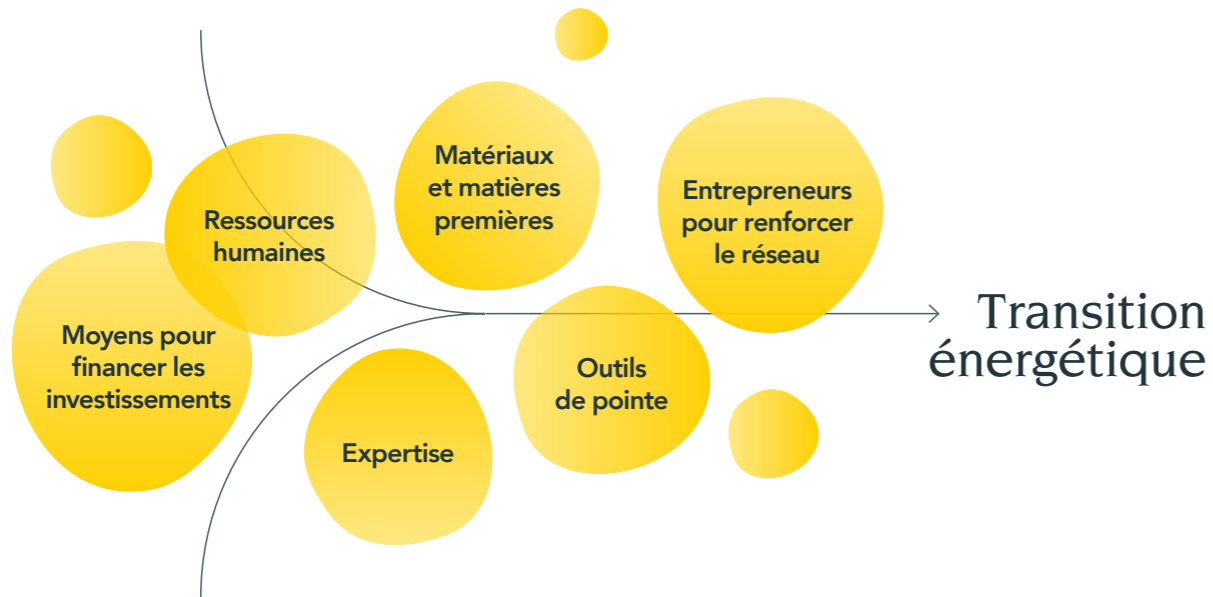 Matériaux
et matières
premières
Entrepreneurs
pour renforcer
le réseau
Ressources
humaines
Moyens pour
financer les
investissements
Outils
de pointe
Expertise
Transition
énergétique